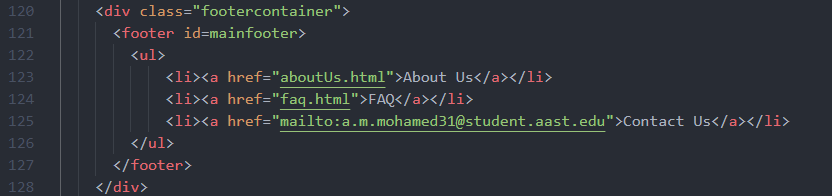 120 <div class="footercontainer">
121 <footer id=mainfooter>
122 <ul>
123 <li><a href="aboutUs.html">About Us</a></li>
124 <li><a href="faq.html">FAQ</a></li>
125 <li><a href="mailto:a.m.mohamed31@student.aast.edu">Contact Us</a></li>
126 </ul>
127 </footer>
128 </div>